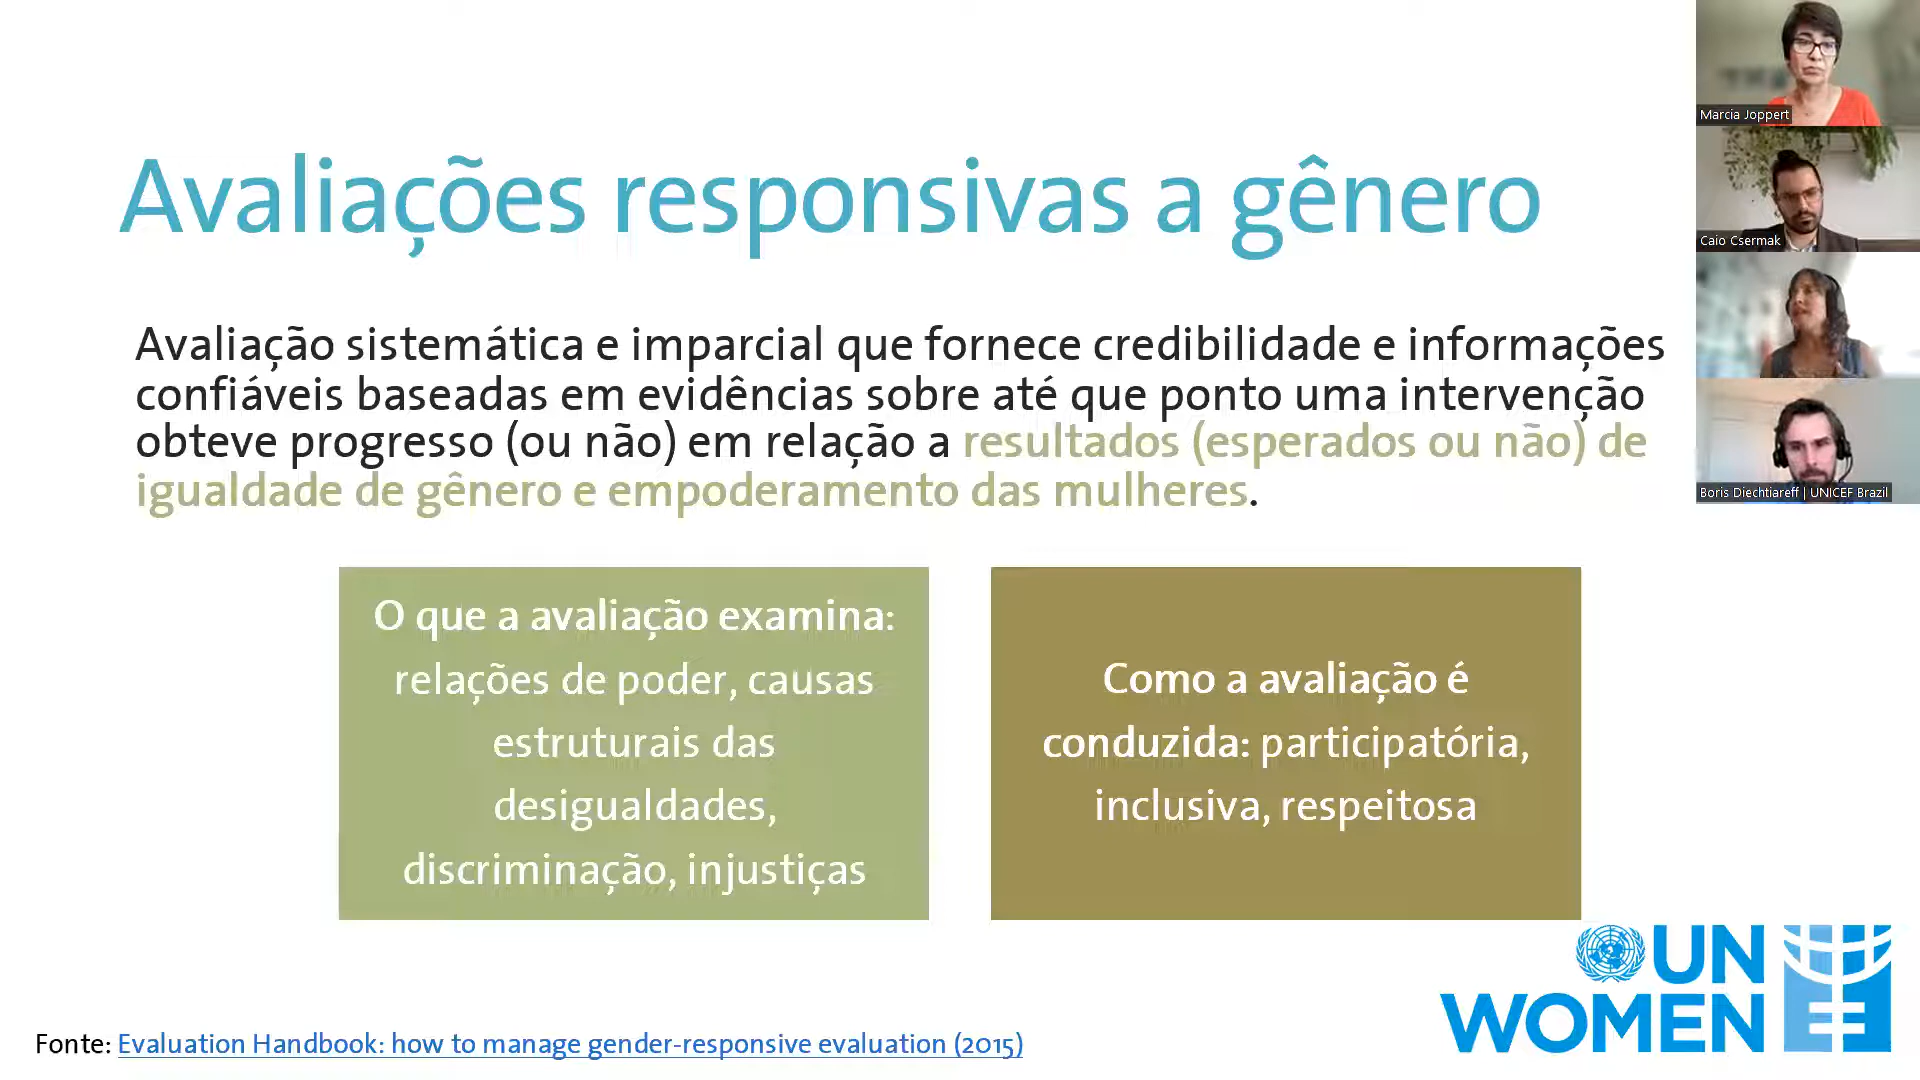 Avaliações responsivas a gênero
Avaliação sistemática e imparcial que fornece credibilidade e informações
confiáveis baseadas em evidências sobre até que ponto uma intervenção
obteve progresso (ou não) em relação a resultados (esperados ou não) de
igualdade de gênero e empoderamento das mulheres.
O que a avaliação examina:
relações de poder, causas
estruturais das
desigualdades,
discriminação, injustiças
Como a avaliação é
conduzida: participatória,
inclusiva, respeitosa
Fonte: Evaluation Handbook: how to manage gender-responsive evaluation (2015)
UN
WOMEN
Marcia Joppert
Caio Csermak
Boris Diechtiareff | UNICEF Brazil